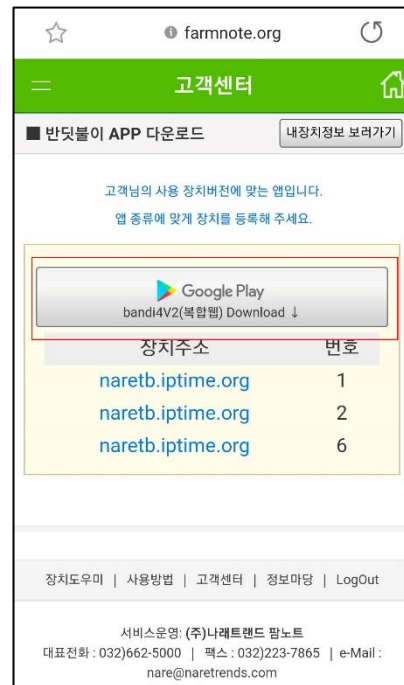 farmnote.org
고객센터
■ 반딧불이 APP 다운로드
내장치정보 보러가기
고객님의 사용 장치버전에 맞는 앱입니다.
앱 종류에 맞게 장치를 등록해 주세요.
Google Play
bandi4V2(복합웹) Download ↓
장치주소 번호
naretb.iptime.org 1
naretb.iptime.org 2
naretb.iptime.org 6
장치도우미 | 사용방법 | 고객센터 | 정보마당 | LogOut
서비스운영: (주)나래트랜드 팜노트
대표전화 : 032)662-5000 | 팩스 : 032)223-7865 | e-Mail :
nare@naretrends.com